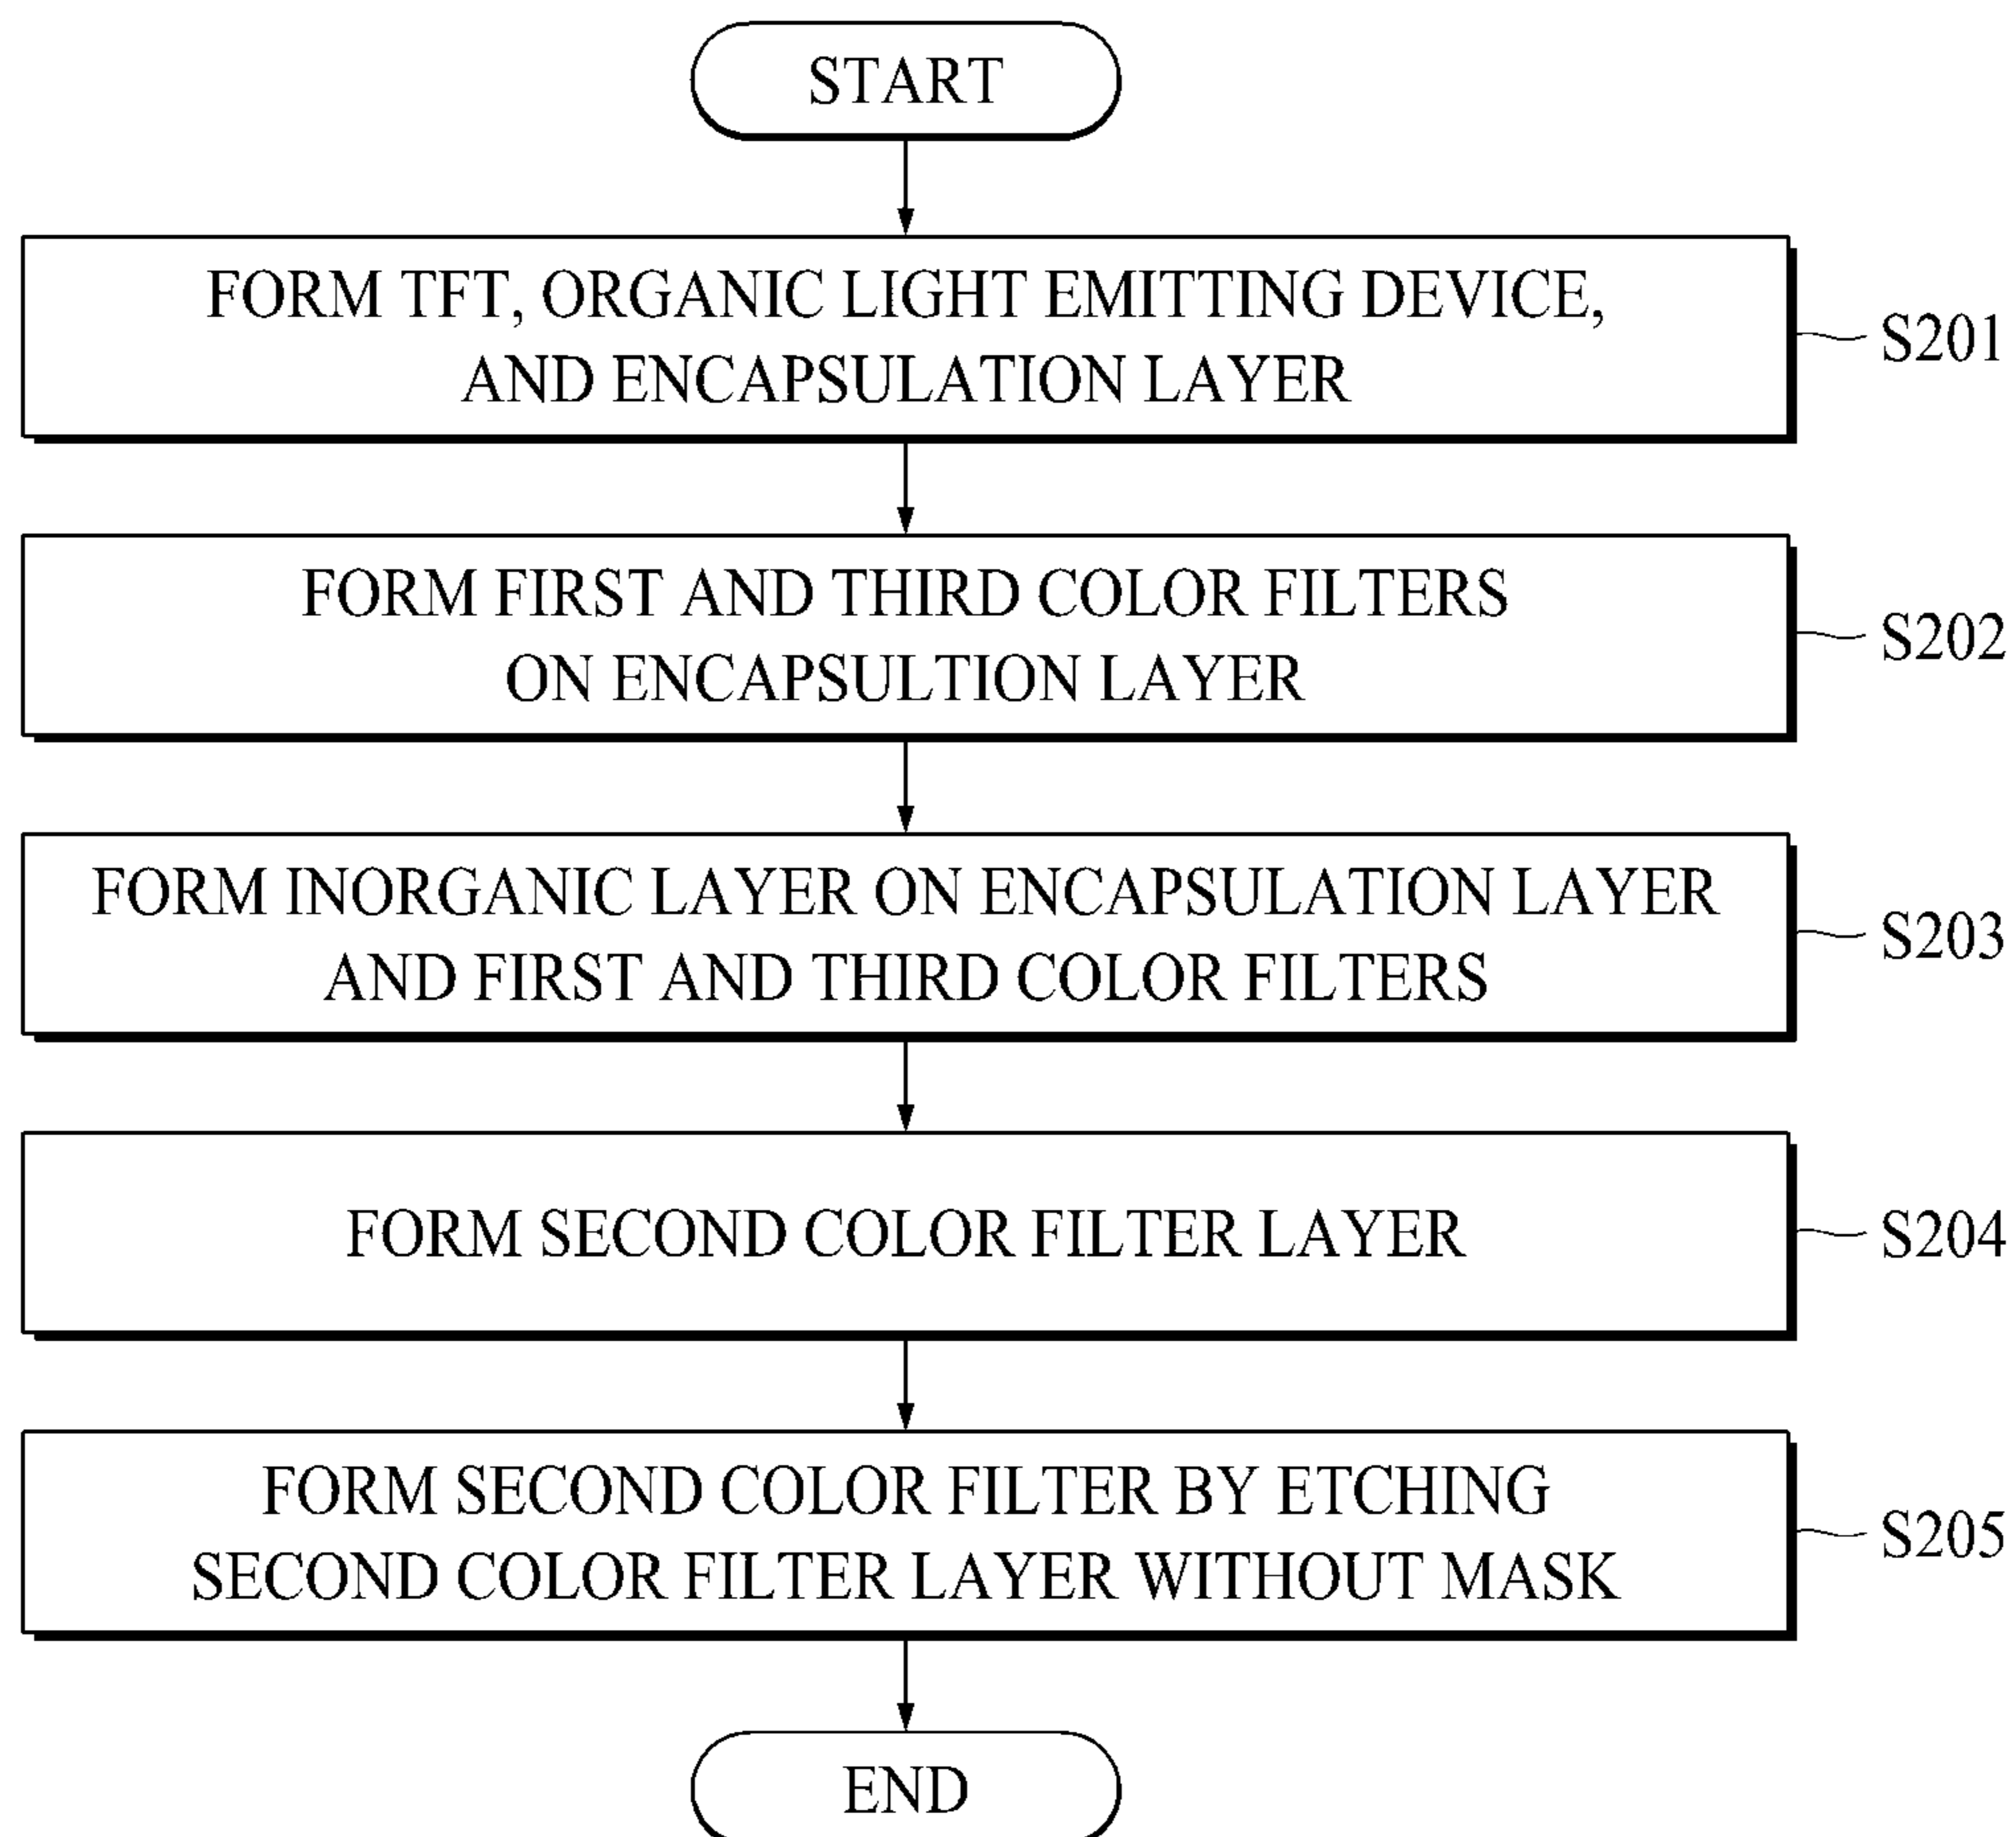 START
FORM TFT, ORGANIC LIGHT EMITTING DEVICE,
AND ENCAPSULATION LAYER
S201
FORM FIRST AND THIRD COLOR FILTERS
ON ENCAPSULTION LAYER
S202
FORM INORGANIC LAYER ON ENCAPSULATION LAYER
AND FIRST AND THIRD COLOR FILTERS
S203
FORM SECOND COLOR FILTER LAYER
S204
FORM SECOND COLOR FILTER BY ETCHING
SECOND COLOR FILTER LAYER WITHOUT MASK
S205
END